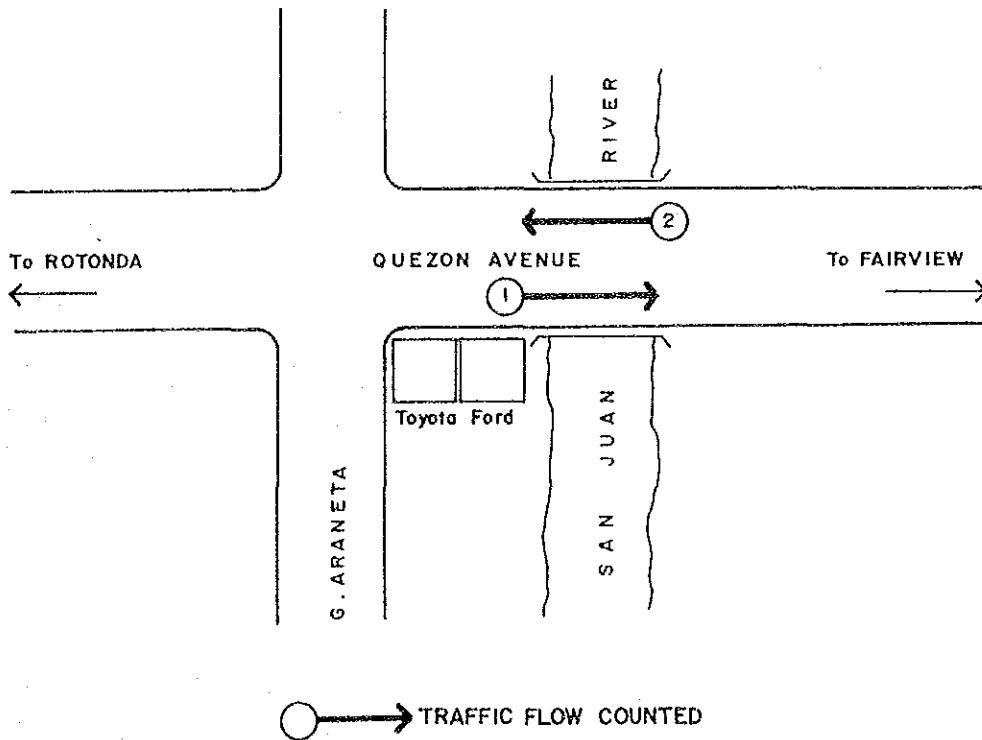 RIVER
2
To ROTONDA
QUEZON AVENUE
To FAIRVIEW
1
Toyota
Ford
SAN JUAN
G. ARANETA
TRAFFIC FLOW COUNTED